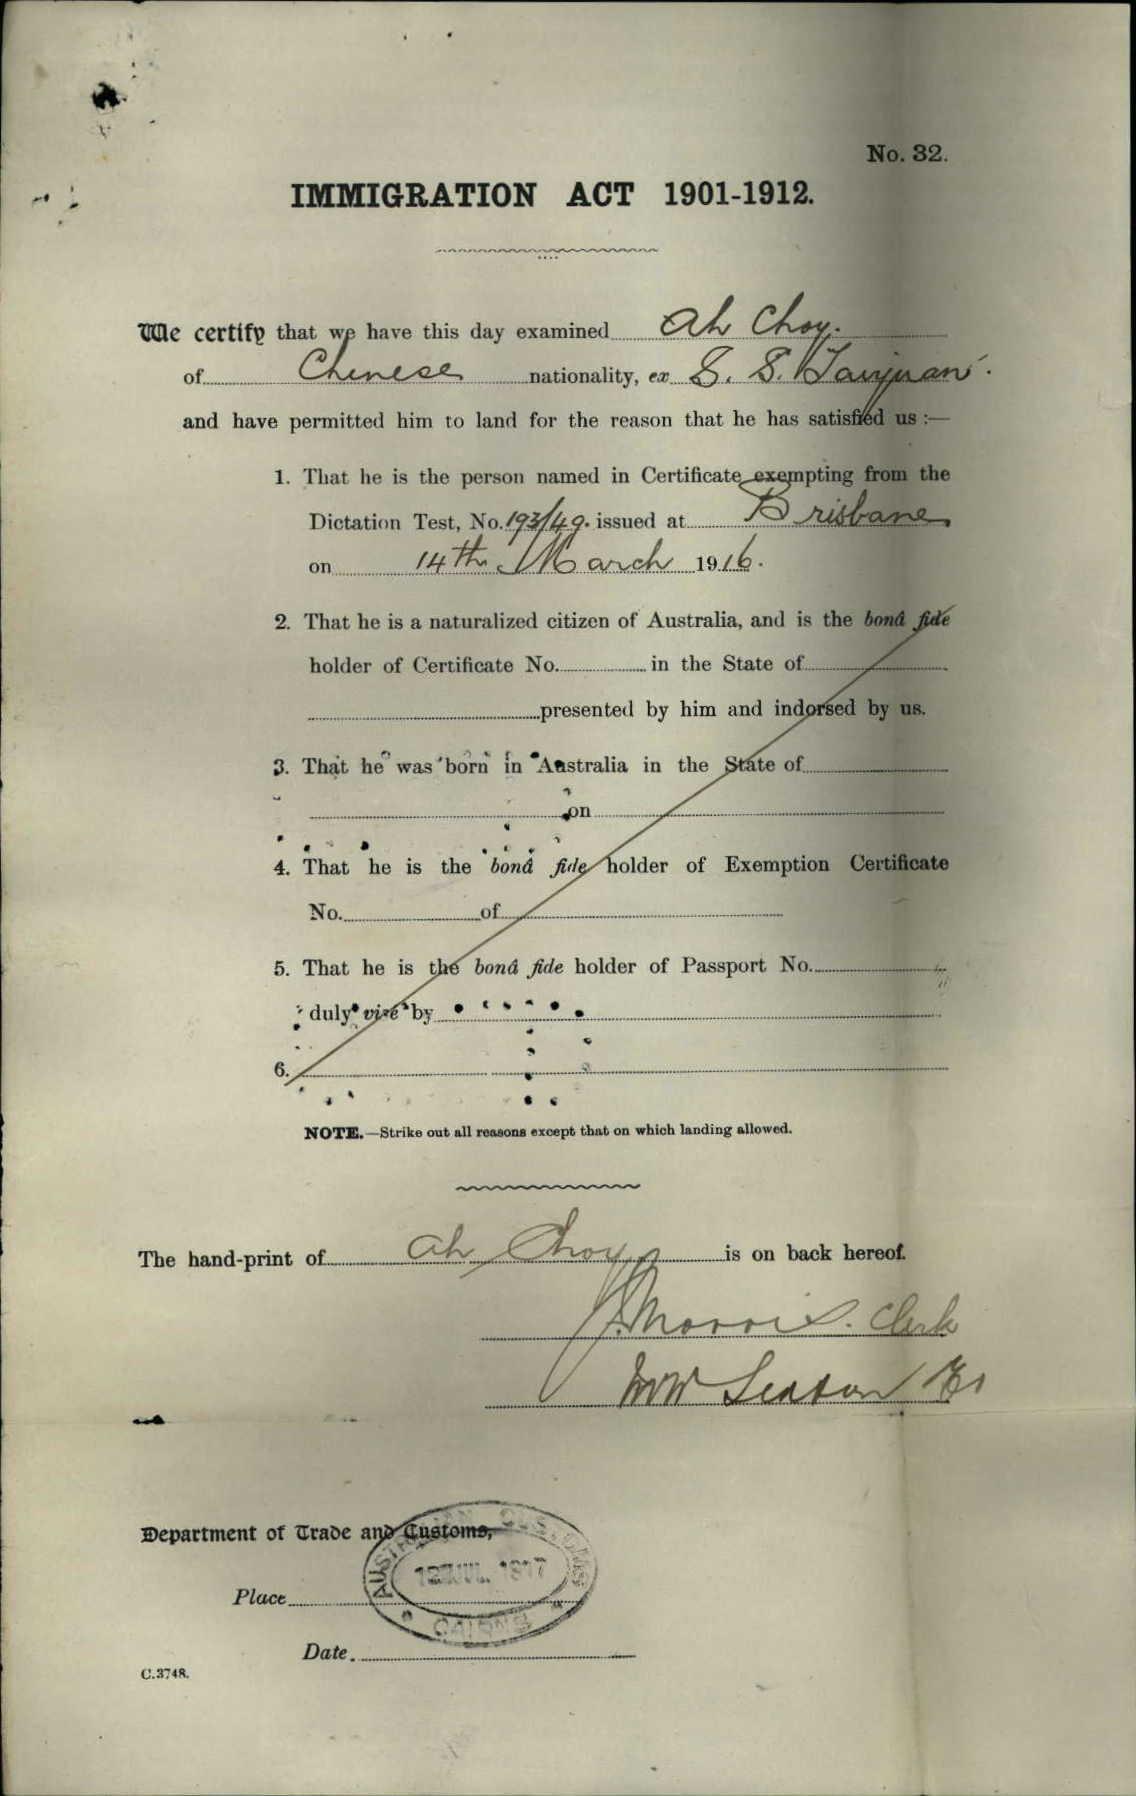 No. 32.
IMMIGRATION ACT 1901-1912.
We certify that we have this day examined Ah Choy.
of Chinese nationality, ex S. S. Taiyuan.
and have permitted him to land for the reason that he has satisfied us :—
1. That he is the person named in Certificate exempting from the
Dictation Test, No. 193/49. issued at Brisbane
on 14th March 1916.
2. That he is a naturalized citizen of Australia, and is the bonâ fide
holder of Certificate No. in the State of
presented by him and indorsed by us.
3. That he was born in Australia in the State of
on
4. That he is the bonâ fide holder of Exemption Certificate
No. of
5. That he is the bonâ fide holder of Passport No.
duly visé by
6.
NOTE.—Strike out all reasons except that on which landing allowed.
The hand-print of Ah Choy is on back hereof.
J. Morris. Clerk
Seaton
Department of Trade and Customs,
AUSTRALIAN CUSTOMS
12 JUL. 1917
Place
CAIRNS
Date.
C.3748.